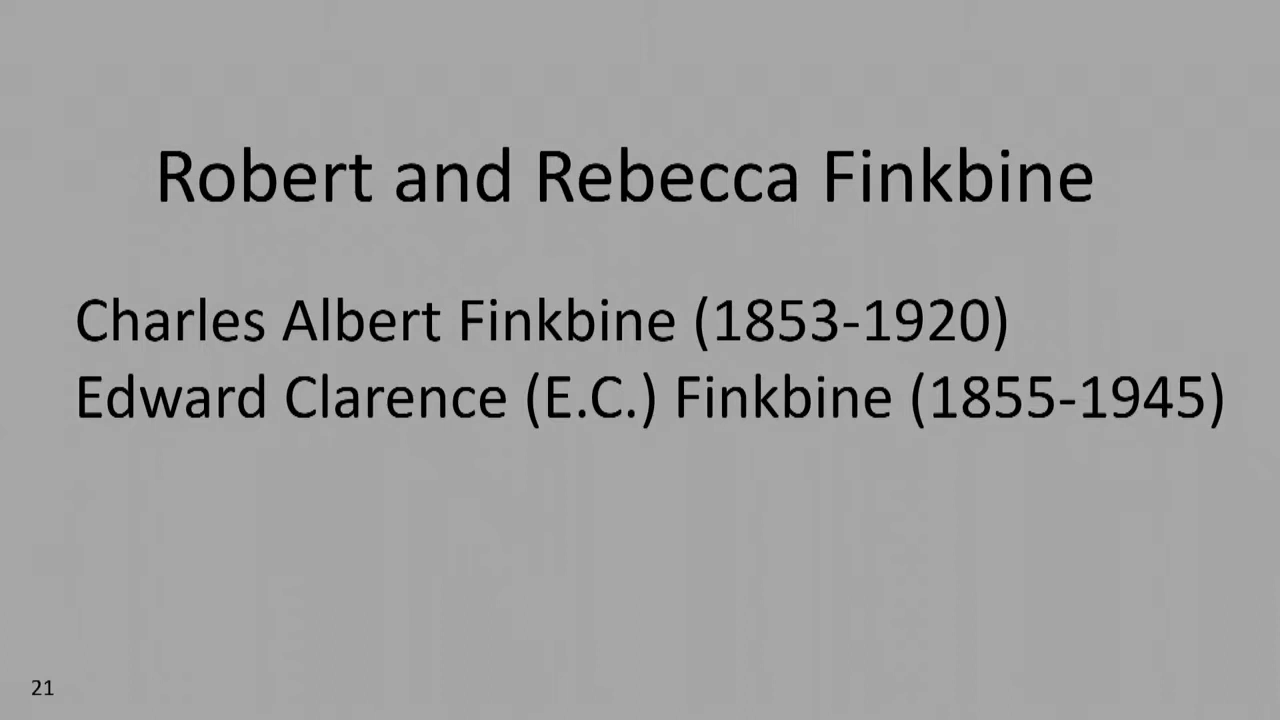 Robert and Rebecca Finkbine
Charles Albert Finkbine (1853-1920)
Edward Clarence (E.C.) Finkbine (1855-1945)
21